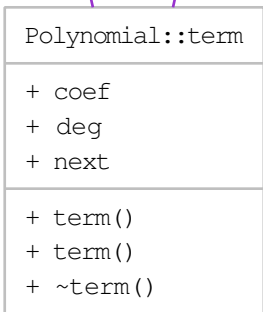 Polynomial::term
+ coef
+ deg
+ next
+ term()
+ term()
+ ~term()